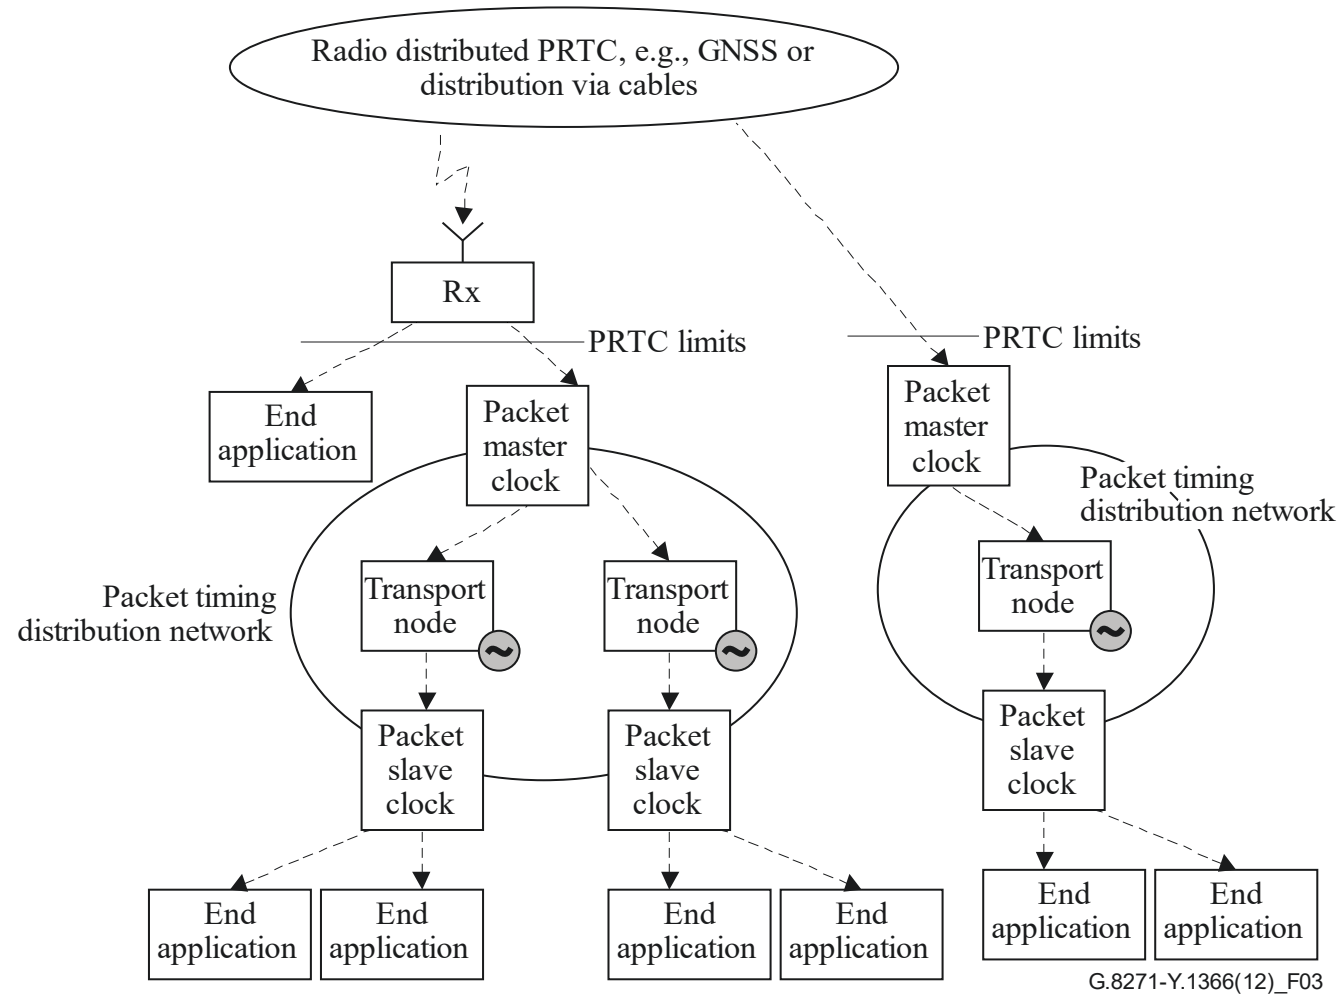 Radio distributed PRTC, e.g., GNSS or
distribution via cables
Rx
PRTC limits
PRTC limits
End
application
Packet
master
clock
Packet
master
clock
Packet timing
distribution network
Transport
node
Transport
node
Transport
node
Packet timing
distribution network
Packet
slave
clock
Packet
slave
clock
Packet
slave
clock
End
application
End
application
End
application
End
application
End
application
End
application
G.8271-Y.1366(12)_F03